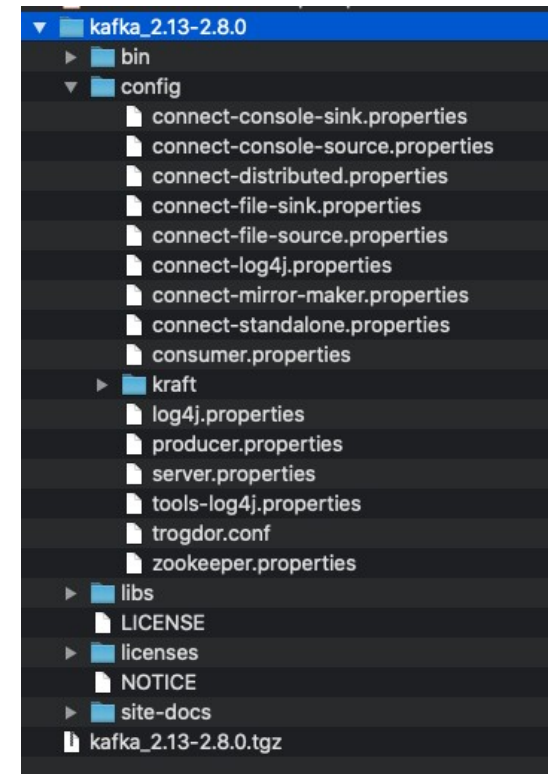 kafka_2.13-2.8.0
bin
config
connect-console-sink.properties
connect-console-source.properties
connect-distributed.properties
connect-file-sink.properties
connect-file-source.properties
connect-log4j.properties
connect-mirror-maker.properties
connect-standalone.properties
consumer.properties
kraft
log4j.properties
producer.properties
server.properties
tools-log4j.properties
trogdor.conf
zookeeper.properties
libs
LICENSE
licenses
NOTICE
site-docs
kafka_2.13-2.8.0.tgz